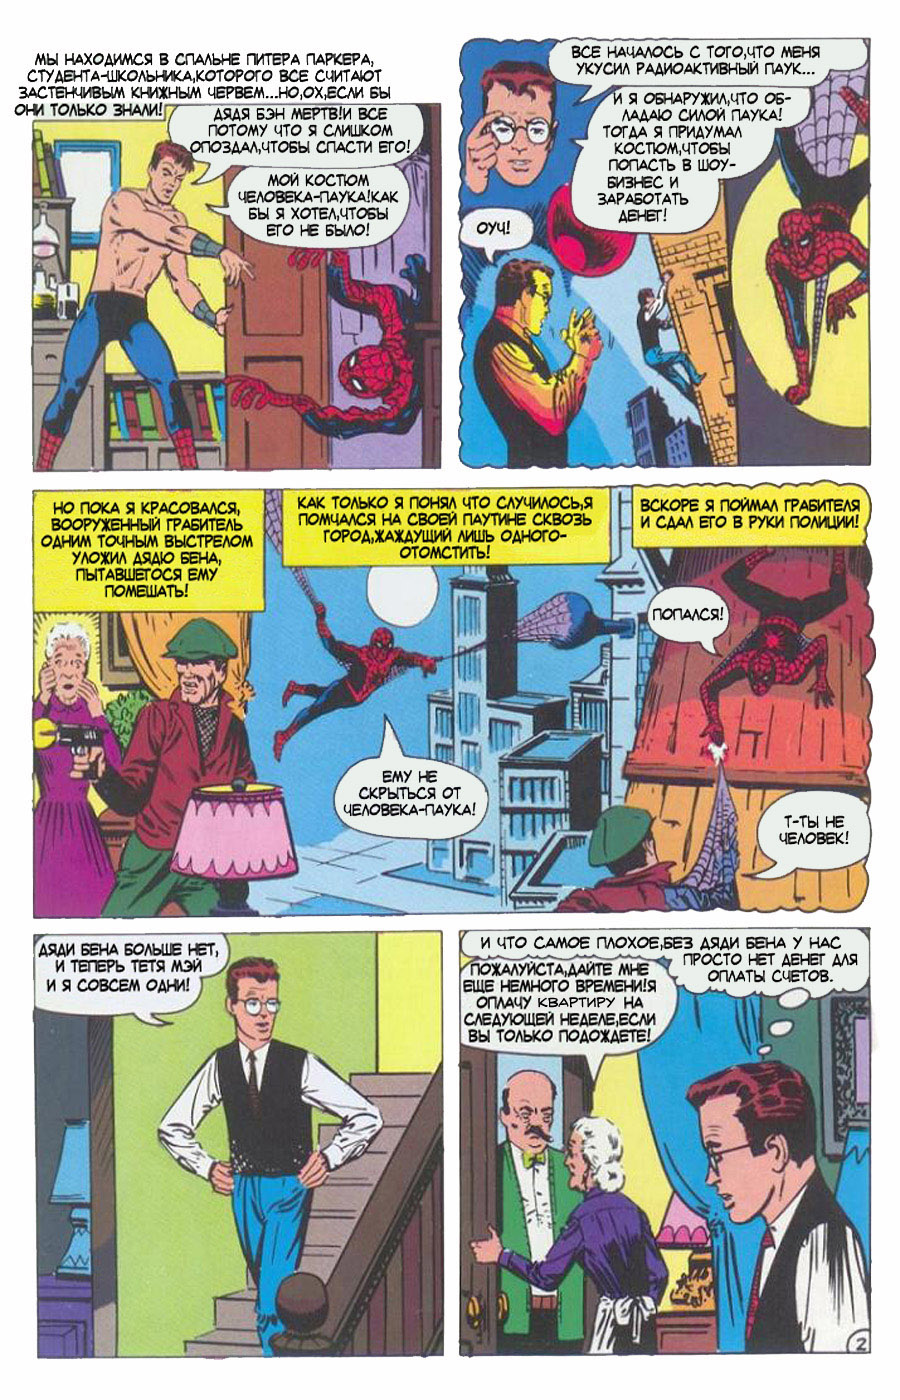 МЫ НАХОДИМСЯ В СПАЛЬНЕ ПИТЕРА ПАРКЕРА,
СТУДЕНТА-ШКОЛЬНИКА,КОТОРОГО ВСЕ СЧИТАЮТ
ЗАСТЕНЧИВЫМ КНИЖНЫМ ЧЕРВЕМ...НО,ОХ,ЕСЛИ БЫ
ОНИ ТОЛЬКО ЗНАЛИ!
ДЯДЯ БЭН МЕРТВ!И ВСЕ
ПОТОМУ ЧТО Я СЛИШКОМ
ОПОЗДАЛ,ЧТОБЫ СПАСТИ ЕГО!
МОЙ КОСТЮМ
ЧЕЛОВЕКА-ПАУКА!КАК
БЫ Я ХОТЕЛ,ЧТОБЫ
ЕГО НЕ БЫЛО!
ВСЕ НАЧАЛОСЬ С ТОГО,ЧТО МЕНЯ
УКУСИЛ РАДИОАКТИВНЫЙ ПАУК...
И Я ОБНАРУЖИЛ,ЧТО ОБ-
ЛАДАЮ СИЛОЙ ПАУКА!
ТОГДА Я ПРИДУМАЛ
КОСТЮМ,ЧТОБЫ
ПОПАСТЬ В ШОУ-
БИЗНЕС И
ЗАРАБОТАТЬ
ДЕНЕГ!
ОУЧ!
НО ПОКА Я КРАСОВАЛСЯ,
ВООРУЖЕННЫЙ ГРАБИТЕЛЬ
ОДНИМ ТОЧНЫМ ВЫСТРЕЛОМ
УЛОЖИЛ ДЯДЮ БЕНА,
ПЫТАВШЕГОСЯ ЕМУ
ПОМЕШАТЬ!
КАК ТОЛЬКО Я ПОНЯЛ ЧТО СЛУЧИЛОСЬ,Я
ПОМЧАЛСЯ НА СВОЕЙ ПАУТИНЕ СКВОЗЬ
ГОРОД,ЖАЖДУЩИЙ ЛИШЬ ОДНОГО-
ОТОМСТИТЬ!
ВСКОРЕ Я ПОЙМАЛ ГРАБИТЕЛЯ
И СДАЛ ЕГО В РУКИ ПОЛИЦИИ!
ПОПАЛСЯ!
ЕМУ НЕ
СКРЫТЬСЯ ОТ
ЧЕЛОВЕКА-ПАУКА!
Т-ТЫ НЕ
ЧЕЛОВЕК!
ДЯДИ БЕНА БОЛЬШЕ НЕТ,
И ТЕПЕРЬ ТЕТЯ МЭЙ
И Я СОВСЕМ ОДНИ!
И ЧТО САМОЕ ПЛОХОЕ,БЕЗ ДЯДИ БЕНА У НАС
ПРОСТО НЕТ ДЕНЕГ ДЛЯ
ОПЛАТЫ СЧЕТОВ.
ПОЖАЛУЙСТА,ДАЙТЕ МНЕ
ЕЩЕ НЕМНОГО ВРЕМЕНИ!Я
ОПЛАЧУ КВАРТИРУ НА
СЛЕДУЮЩЕЙ НЕДЕЛЕ,ЕСЛИ
ВЫ ТОЛЬКО ПОДОЖДЕТЕ!
2